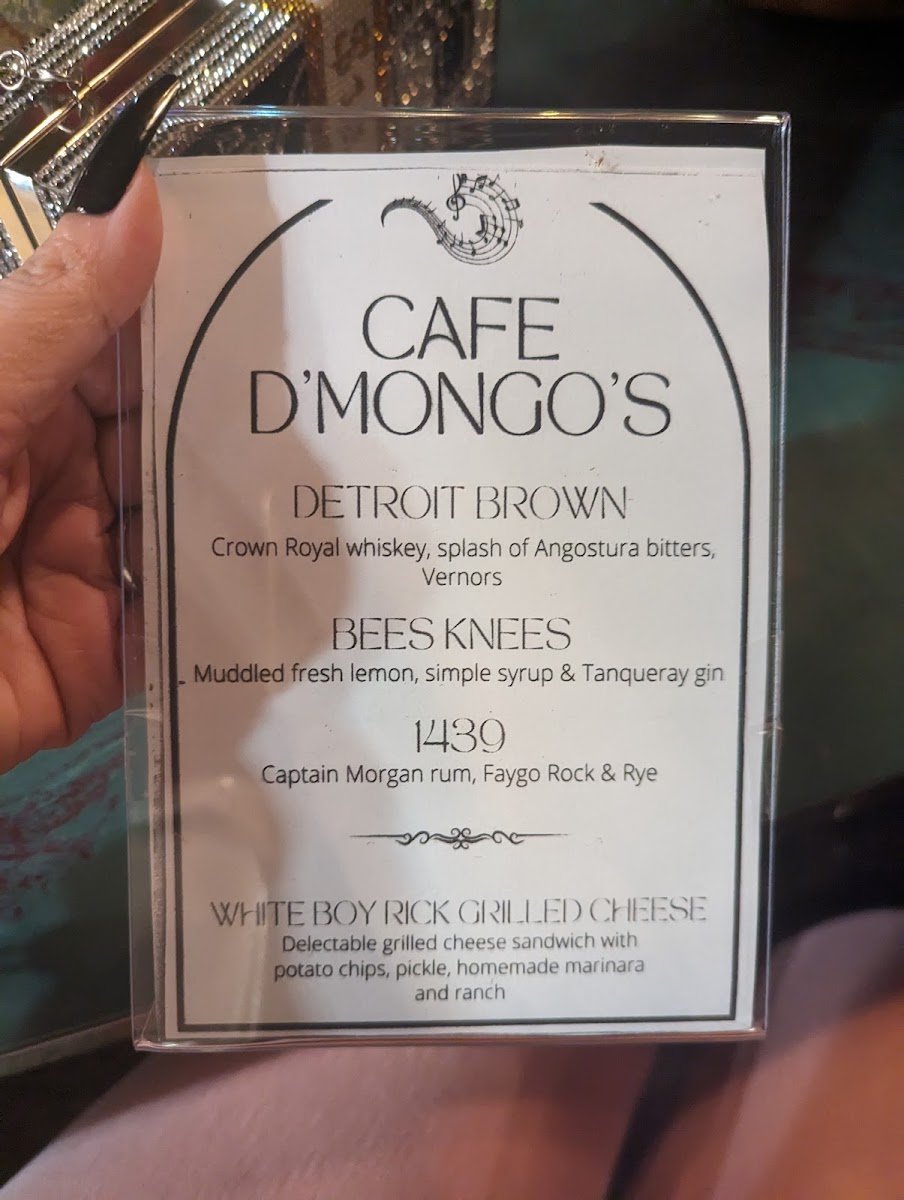 CAFE
D'MONGO'S
DETROIT BROWN
Crown Royal whiskey, splash of Angostura bitters,
Vernors
BEES KNEES
Muddled fresh lemon, simple syrup & Tanqueray gin
1439
Captain Morgan rum, Faygo Rock & Rye
WHITE BOY RICK GRILLED CHEESE
Delectable grilled cheese sandwich with
potato chips, pickle, homemade marinara
and ranch